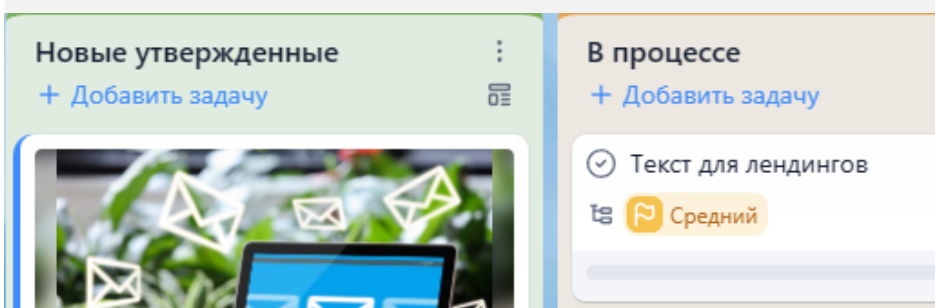 Новые утвержденные
+ Добавить задачу
В процессе
+ Добавить задачу
Текст для лендингов
Средний